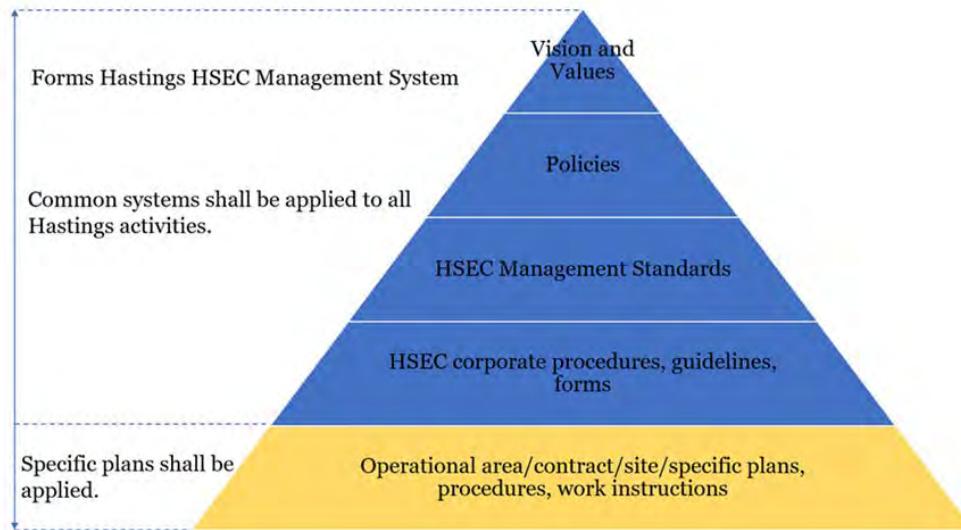 Vision and
Values
Forms Hastings HSEC Management System
Policies
Common systems shall be applied to all
Hastings activities.
HSEC Management Standards
HSEC corporate procedures, guidelines,
forms
Specific plans shall be
applied.
Operational area/contract/site/specific plans,
procedures, work instructions